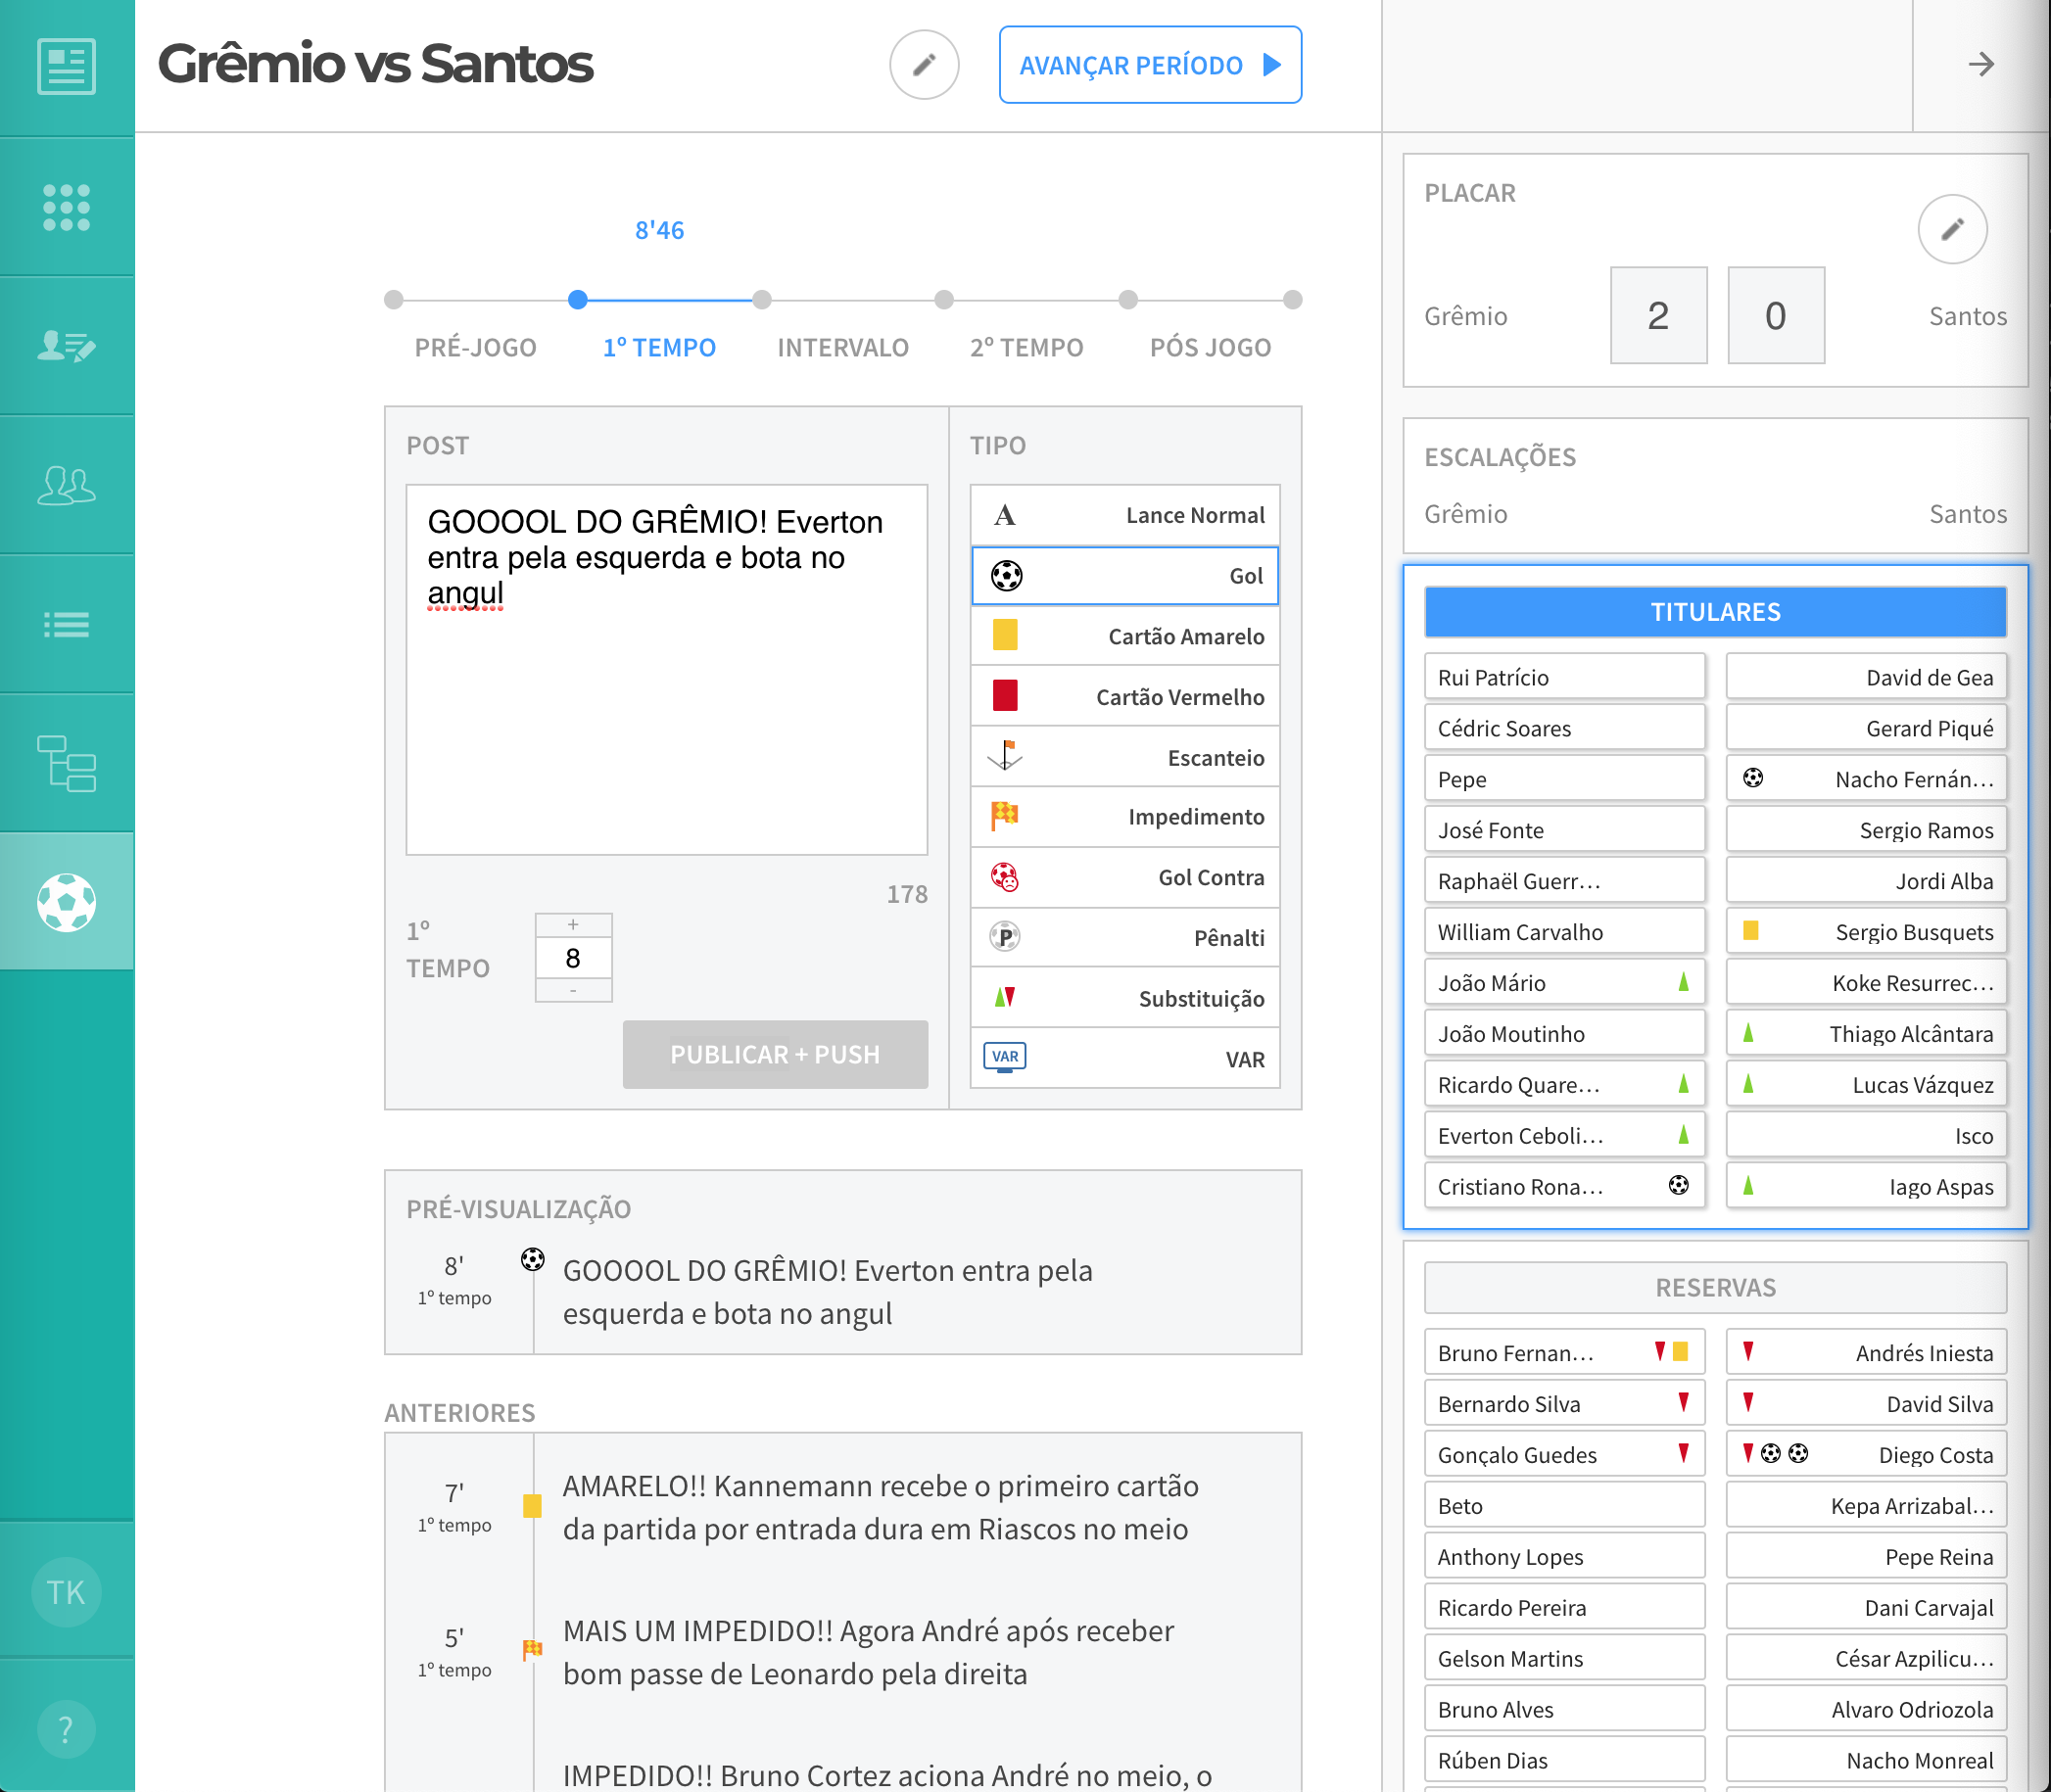 Grêmio vs Santos
AVANÇAR PERÍODO
8'46
PRÉ-JOGO
1º TEMPO
INTERVALO
2º TEMPO
PÓS JOGO
POST
GOOOOL DO GRÊMIO! Everton
entra pela esquerda e bota no
angul
178
1º
TEMPO
+
8
-
PUBLICAR + PUSH
TIPO
A Lance Normal
Gol
Cartão Amarelo
Cartão Vermelho
Escanteio
Impedimento
Gol Contra
P Pênalti
Substituição
VAR VAR
PRÉ-VISUALIZAÇÃO
8'
1º tempo
GOOOOL DO GRÊMIO! Everton entra pela
esquerda e bota no angul
ANTERIORES
7'
1º tempo
AMARELO!! Kannemann recebe o primeiro cartão
da partida por entrada dura em Riascos no meio
5'
1º tempo
MAIS UM IMPEDIDO!! Agora André após receber
bom passe de Leonardo pela direita
IMPEDIDO!! Bruno Cortez aciona André no meio, o
PLACAR
Grêmio 2 0 Santos
ESCALAÇÕES
Grêmio Santos
TITULARES
Rui Patrício David de Gea
Cédric Soares Gerard Piqué
Pepe Nacho Fernán...
José Fonte Sergio Ramos
Raphaël Guerr... Jordi Alba
William Carvalho Sergio Busquets
João Mário Koke Resurrec...
João Moutinho Thiago Alcântara
Ricardo Quare... Lucas Vázquez
Everton Ceboli... Isco
Cristiano Rona... Iago Aspas
RESERVAS
Bruno Fernan... Andrés Iniesta
Bernardo Silva David Silva
Gonçalo Guedes Diego Costa
Beto Kepa Arrizabal...
Anthony Lopes Pepe Reina
Ricardo Pereira Dani Carvajal
Gelson Martins César Azpilicu...
Bruno Alves Alvaro Odriozola
Rúben Dias Nacho Monreal
TK
?